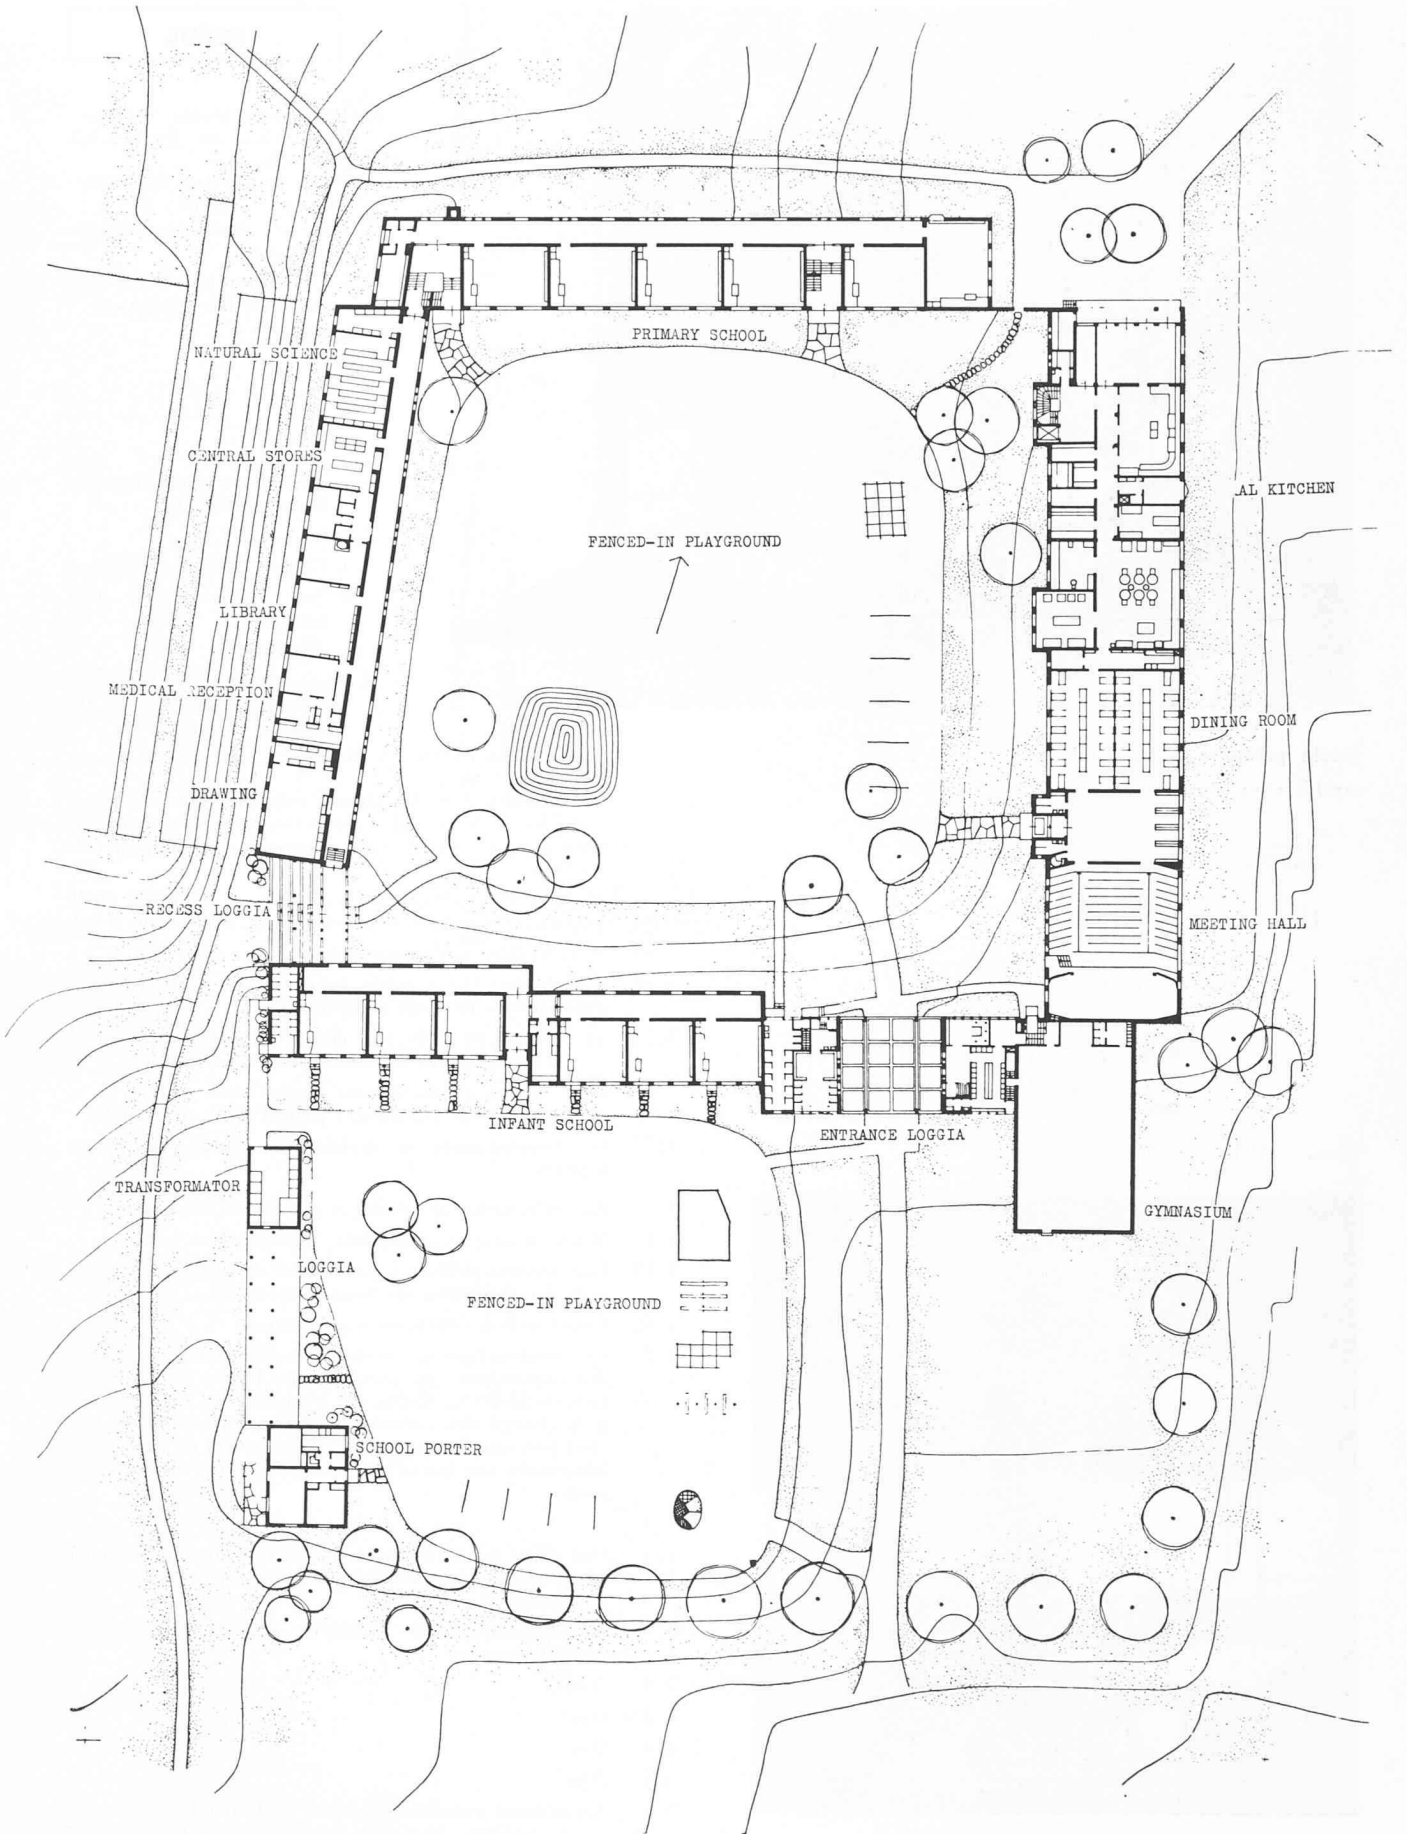 PRIMARY SCHOOL
NATURAL SCIENCE
CENTRAL STORES
AL KITCHEN
FENCED-IN PLAYGROUND
LIBRARY
MEDICAL RECEPTION
DINING ROOM
DRAWING
RECESS LOGGIA
MEETING HALL
INFANT SCHOOL
ENTRANCE LOGGIA
TRANSFORMATOR
GYMNASIUM
LOGGIA
FENCED-IN PLAYGROUND
SCHOOL PORTER